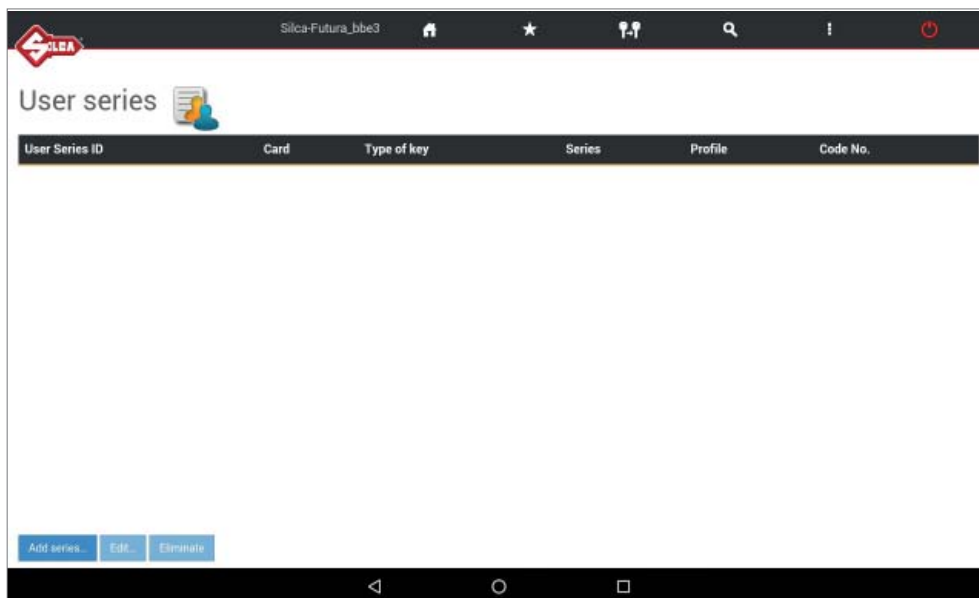 SILCA
Silca-Futura_bbe3
User series
User Series ID Card Type of key Series Profile Code No.
Add series... Edit... Eliminate